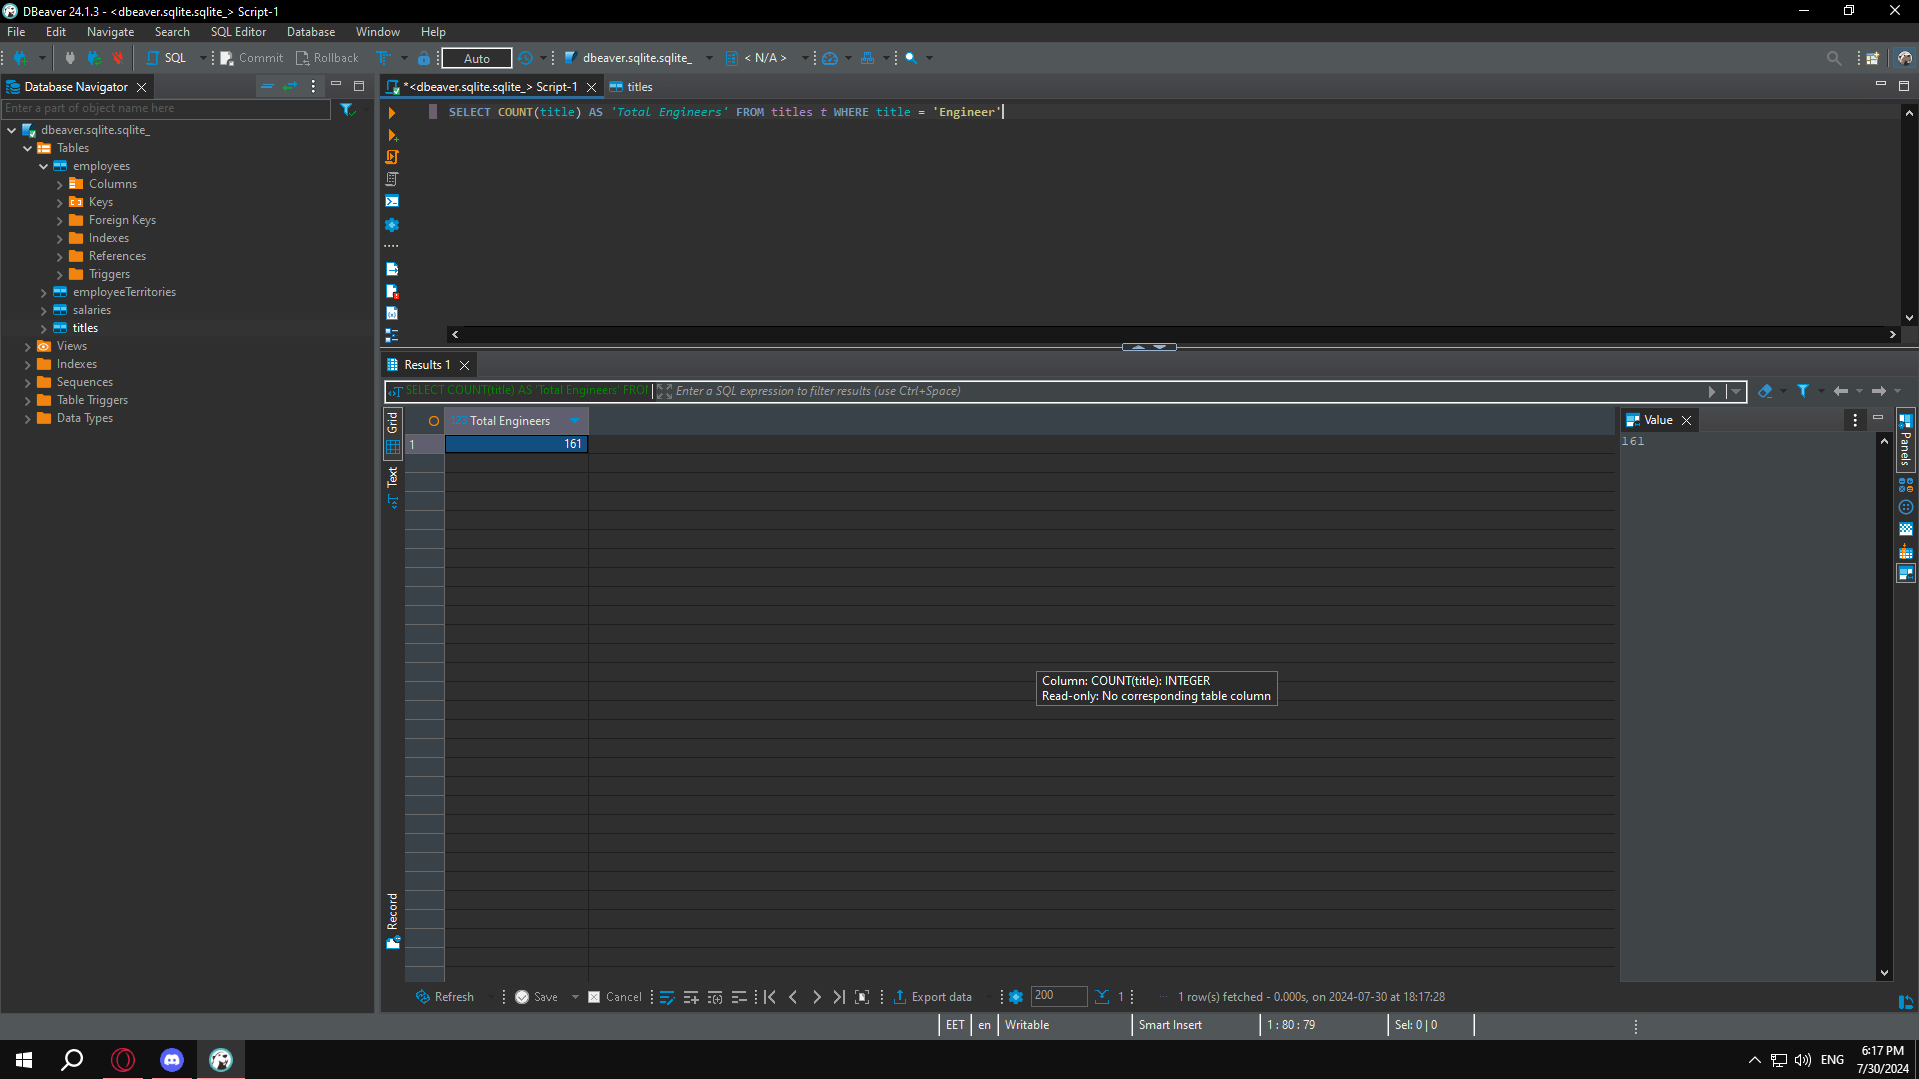 DBeaver 24.1.3 - <dbeaver.sqlite.sqlite_> Script-1
File Edit Navigate Search SQL Editor Database Window Help
SQL Commit Rollback Auto dbeaver.sqlite.sqlite_ < N/A >
Database Navigator
Enter a part of object name here
dbeaver.sqlite.sqlite_
Tables
employees
Columns
Keys
Foreign Keys
Indexes
References
Triggers
employeeTerritories
salaries
titles
Views
Indexes
Sequences
Table Triggers
Data Types
*<dbeaver.sqlite.sqlite_> Script-1 titles
SELECT COUNT(title) AS 'Total Engineers' FROM titles t WHERE title = 'Engineer'
Results 1
SELECT COUNT(title) AS 'Total Engineers' FROM Enter a SQL expression to filter results (use Ctrl+Space)
Grid
Text
Record
123 Total Engineers
1 161
Value
161
Panels
Column: COUNT(title): INTEGER
Read-only: No corresponding table column
Refresh Save Cancel Export data 200 1 1 row(s) fetched - 0.000s, on 2024-07-30 at 18:17:28
EET en Writable Smart Insert 1 : 80 : 79 Sel: 0 | 0
ENG 6:17 PM
7/30/2024